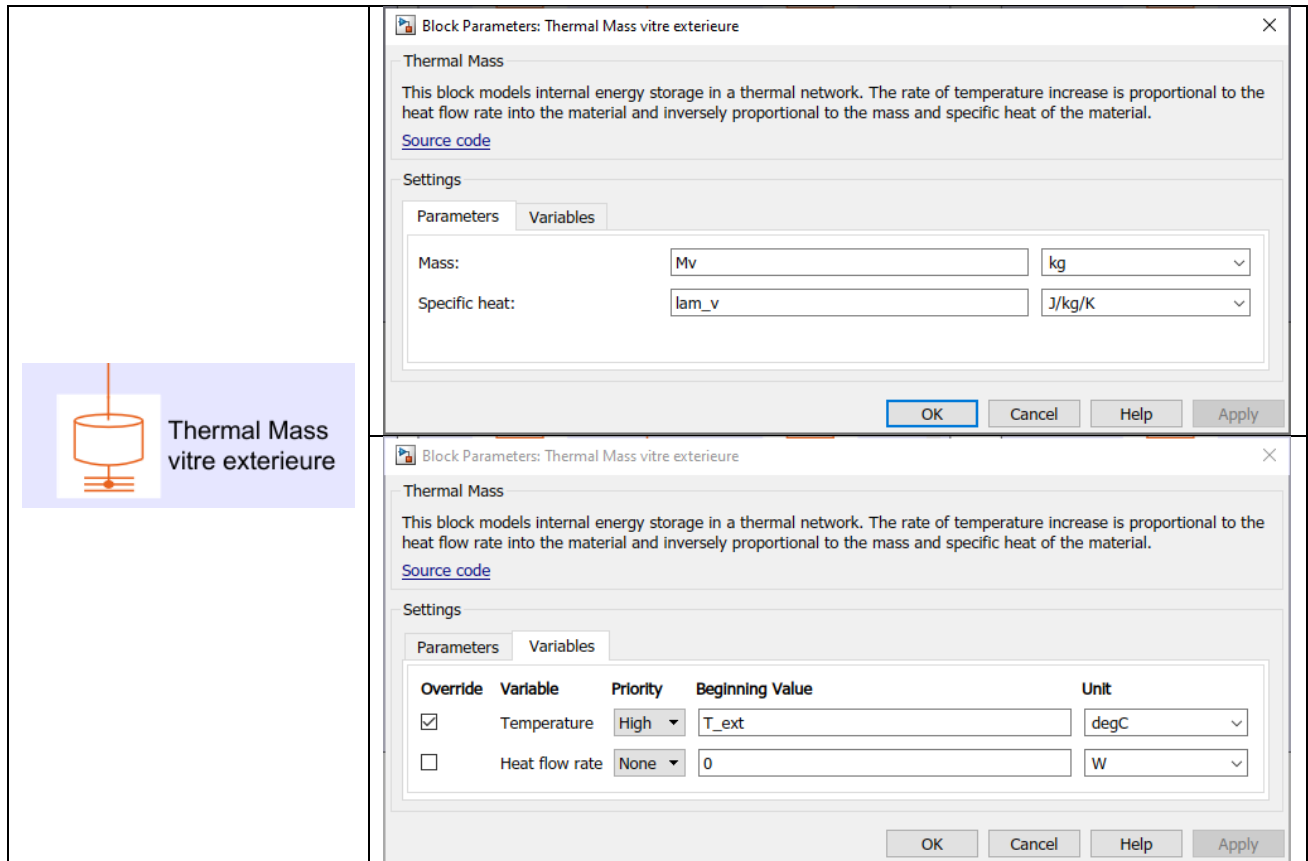 Thermal Mass
vitre exterieure
Block Parameters: Thermal Mass vitre exterieure
Thermal Mass
This block models internal energy storage in a thermal network. The rate of temperature increase is proportional to the
heat flow rate into the material and inversely proportional to the mass and specific heat of the material.
Source code
Settings
Parameters Variables
Mass: Mv kg
Specific heat: lam_v J/kg/K
OK Cancel Help Apply
Block Parameters: Thermal Mass vitre exterieure
Thermal Mass
This block models internal energy storage in a thermal network. The rate of temperature increase is proportional to the
heat flow rate into the material and inversely proportional to the mass and specific heat of the material.
Source code
Settings
Parameters Variables
Override Variable Priority Beginning Value Unit
Temperature High T_ext degC
Heat flow rate None 0 W
OK Cancel Help Apply